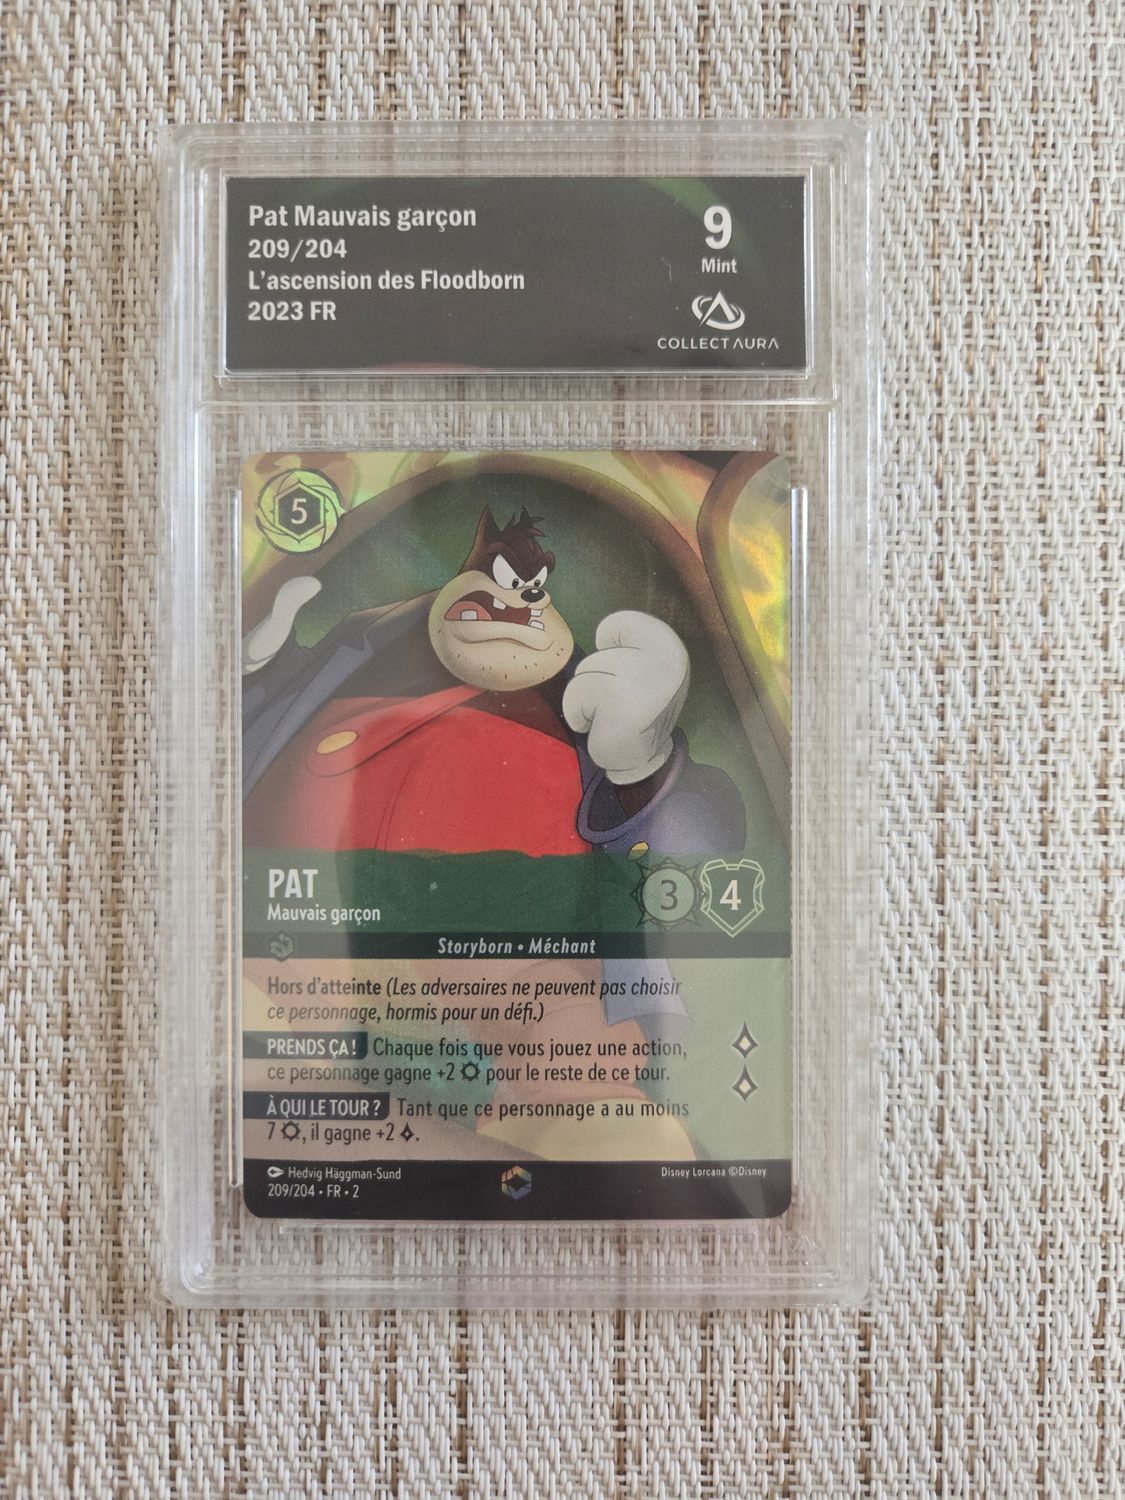 Pat Mauvais garçon
209/204
L'ascension des Floodborn
2023 FR
9
Mint
COLLECT AURA
5
PAT
Mauvais garçon
3
4
Storyborn • Méchant
Hors d'atteinte (Les adversaires ne peuvent pas choisir
ce personnage, hormis pour un défi.)
PRENDS ÇA! Chaque fois que vous jouez une action,
ce personnage gagne +2 pour le reste de ce tour.
À QUI LE TOUR ? Tant que ce personnage a au moins
7 , il gagne +2 .
Hedvig Häggman-Sund
209/204 • FR • 2
Disney Lorcana ©Disney